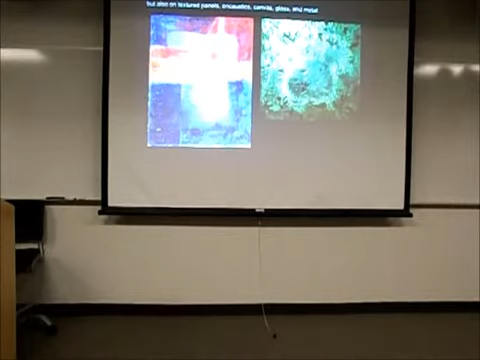 but also on textured panels, encaustics, canvas, glass, and metal